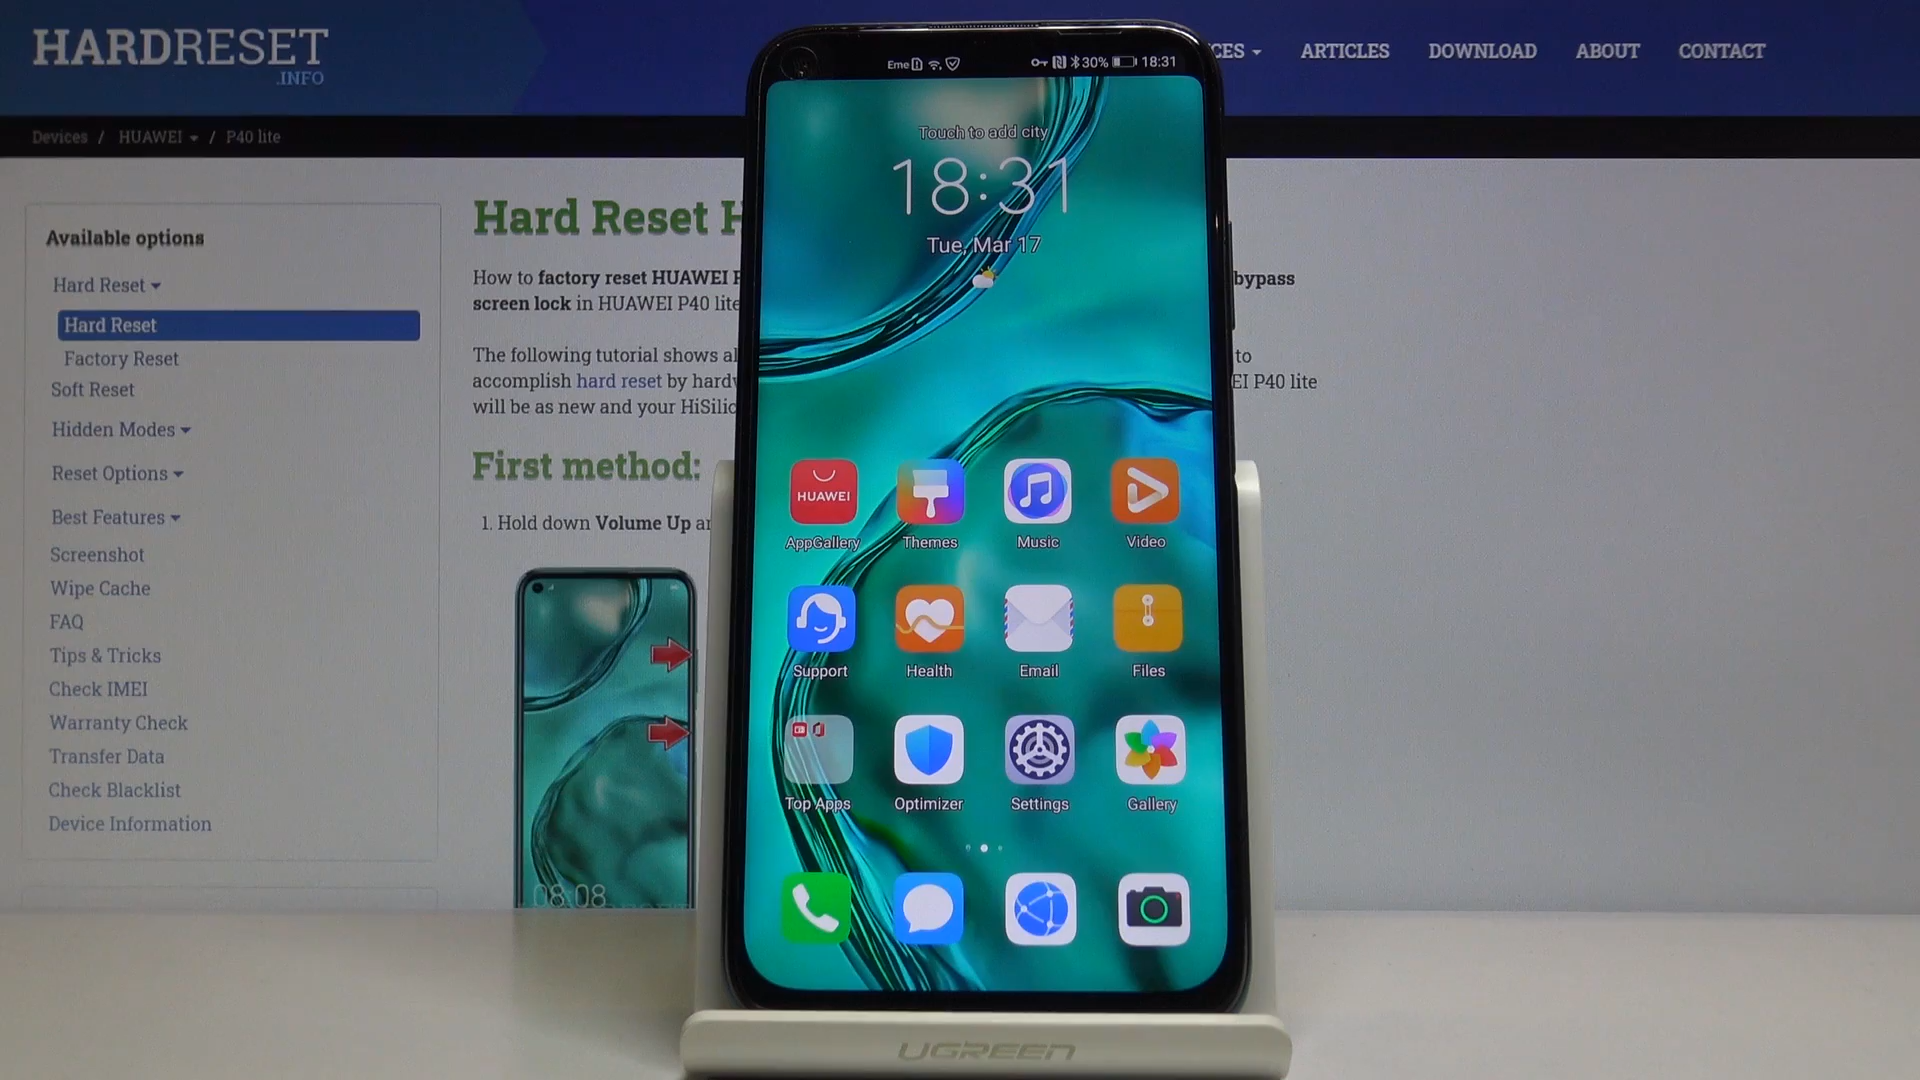 HARDRESET
.INFO
CES
ARTICLES
DOWNLOAD
ABOUT
CONTACT
Devices / HUAWEI / P40 lite
Available options
Hard Reset
Hard Reset
Factory Reset
Soft Reset
Hidden Modes
Reset Options
Best Features
Screenshot
Wipe Cache
FAQ
Tips & Tricks
Check IMEI
Warranty Check
Transfer Data
Check Blacklist
Device Information
Hard Reset H
How to factory reset HUAWEI P
bypass
screen lock in HUAWEI P40 lite
The following tutorial shows al
to
accomplish hard reset by hardw
EI P40 lite
will be as new and your HiSilic
First method:
1. Hold down Volume Up an
08:08
Eme
30%
18:31
Touch to add city
18:31
Tue, Mar 17
HUAWEI
AppGallery
Themes
Music
Video
Support
Health
Email
Files
Top Apps
Optimizer
Settings
Gallery
UGREEN